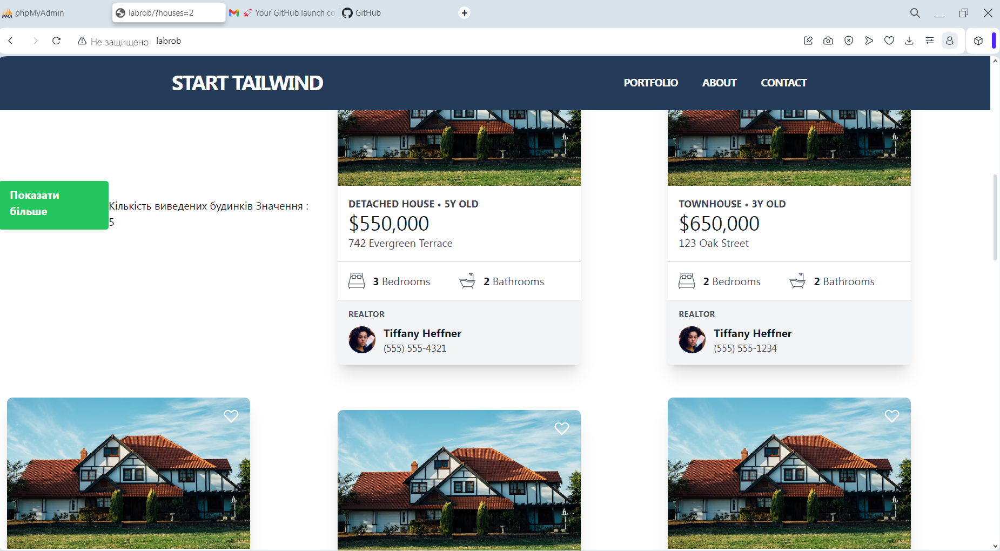 phpMyAdmin
labrob/?houses=2
🚀 Your GitHub launch co
GitHub
Не защищено labrob
START TAILWIND
PORTFOLIO ABOUT CONTACT
Показати
більше
Кількість виведених будинків Значення :
5
DETACHED HOUSE • 5Y OLD
$550,000
742 Evergreen Terrace
3 Bedrooms 2 Bathrooms
REALTOR
Tiffany Heffner
(555) 555-4321
TOWNHOUSE • 3Y OLD
$650,000
123 Oak Street
2 Bedrooms 2 Bathrooms
REALTOR
Tiffany Heffner
(555) 555-1234